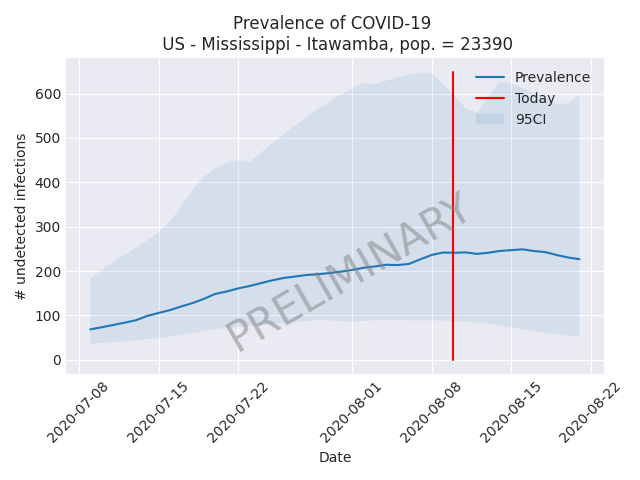 Prevalence of COVID-19
US - Mississippi - Itawamba, pop. = 23390
Prevalence
Today
95CI
# undetected infections
600
500
400
300
200
100
0
PRELIMINARY
2020-07-08
2020-07-15
2020-07-22
2020-08-01
2020-08-08
2020-08-15
2020-08-22
Date